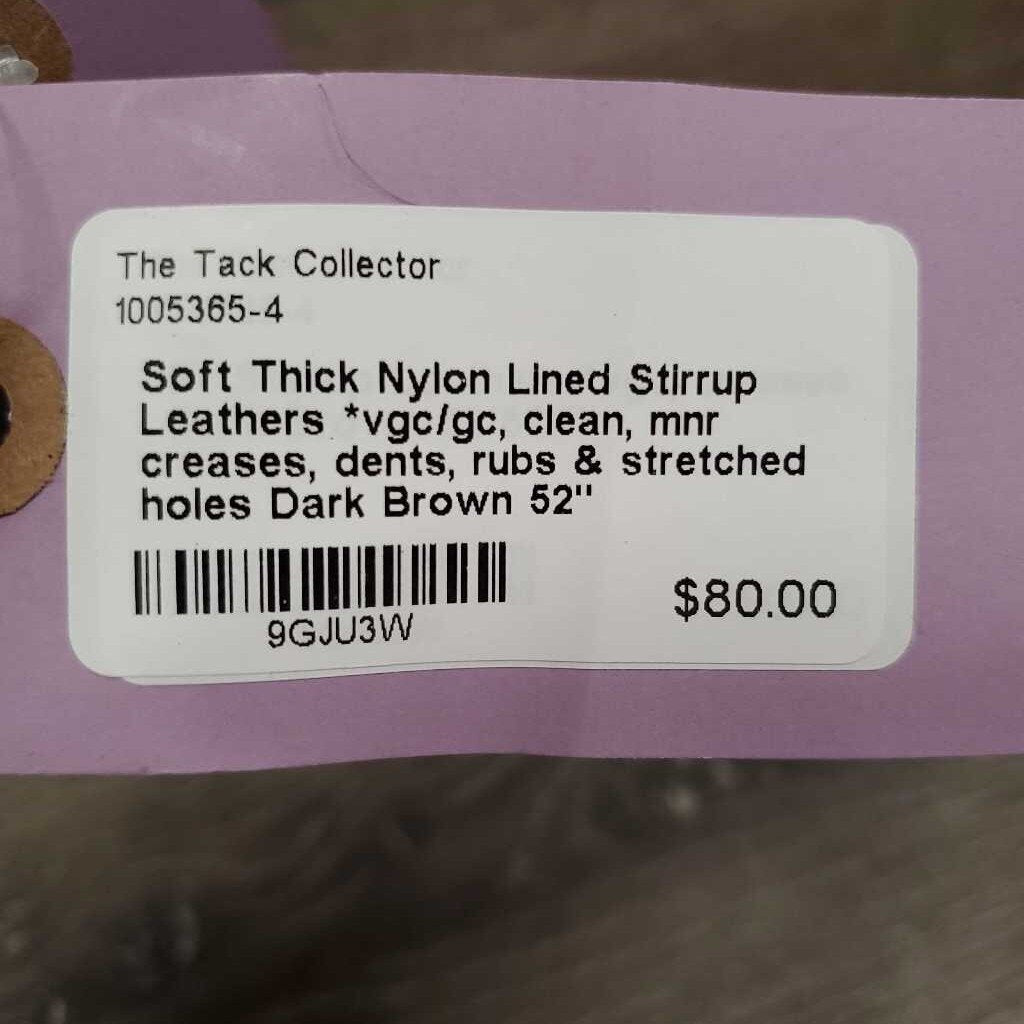 The Tack Collector
1005365-4
Soft Thick Nylon Lined Stirrup
Leathers *vgc/gc, clean, mnr
creases, dents, rubs & stretched
holes Dark Brown 52"
9GJU3W
$80.00